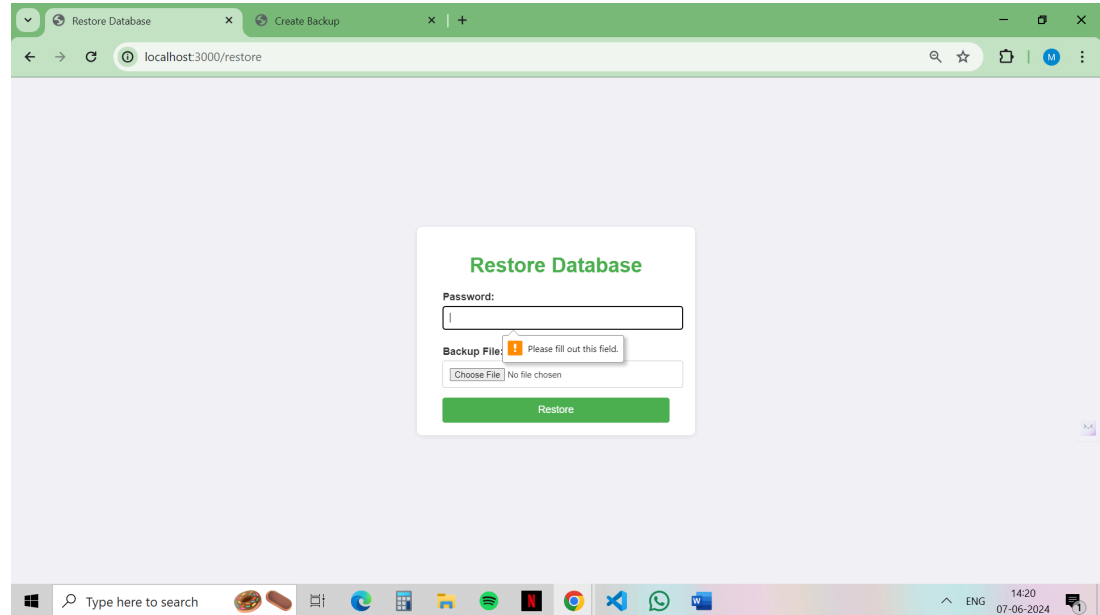 Restore Database
Create Backup
localhost:3000/restore
M
Restore Database
Password:
Please fill out this field.
Backup File:
Choose File No file chosen
Restore
Type here to search
N
W
ENG
14:20
07-06-2024
1